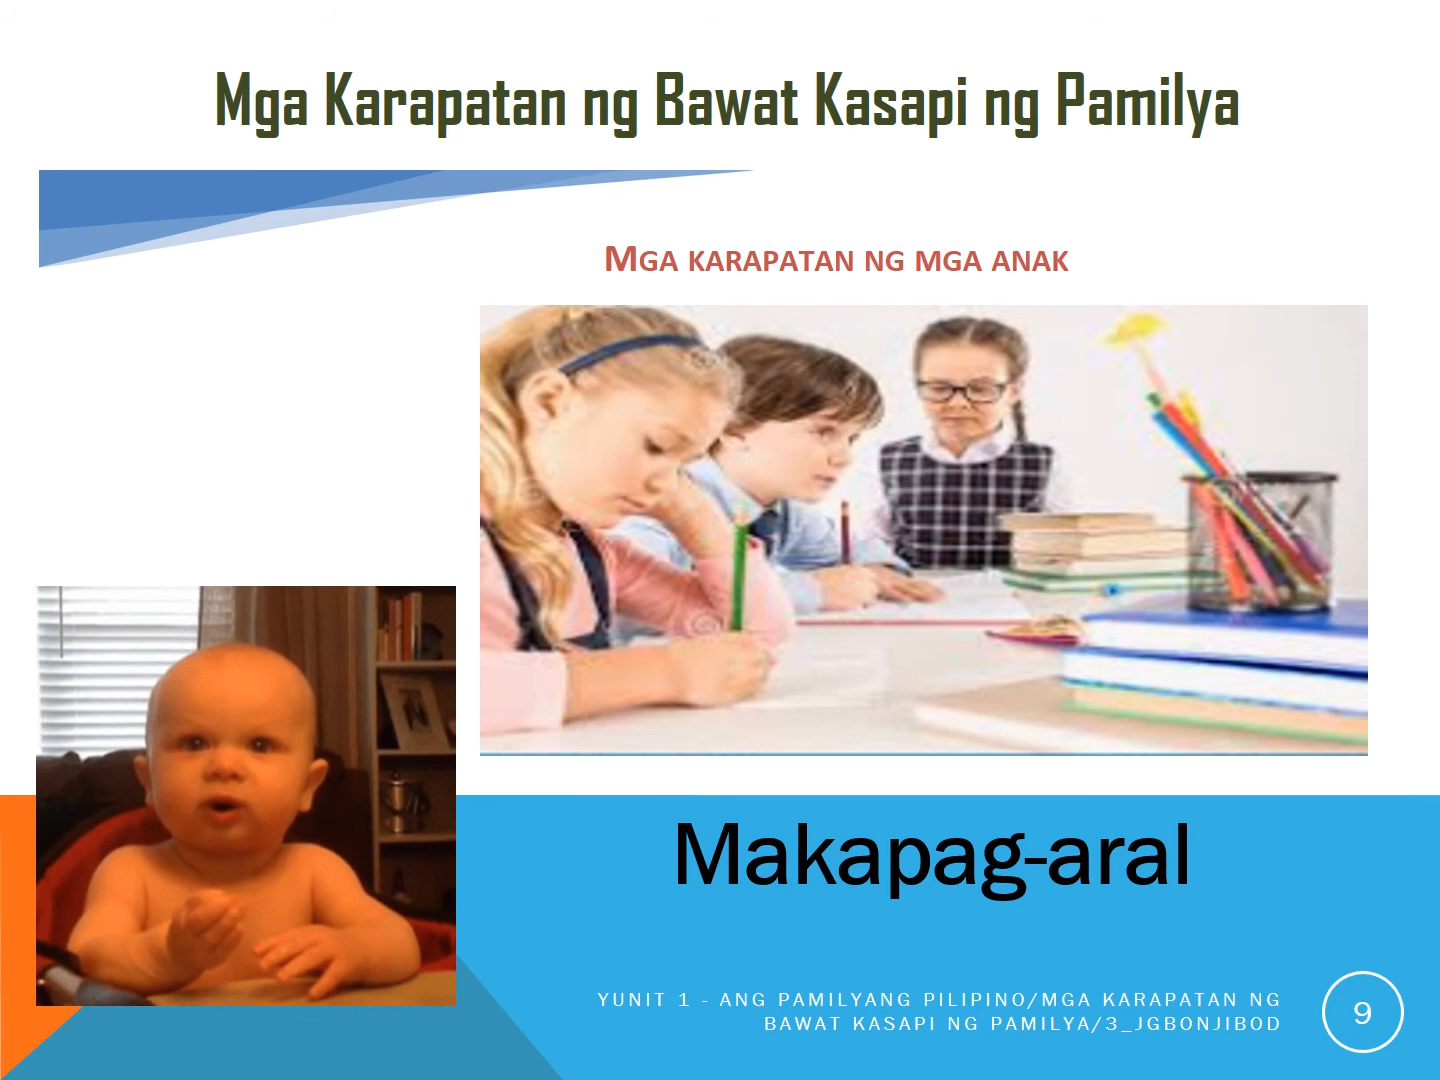 Mga Karapatan ng Bawat Kasapi ng Pamilya
MGA KARAPATAN NG MGA ANAK
Makapag-aral
YUNIT 1 - ANG PAMILYANG PILIPINO/MGA KARAPATAN NG
BAWAT KASAPI NG PAMILYA/3_JGBONJIBOD
9